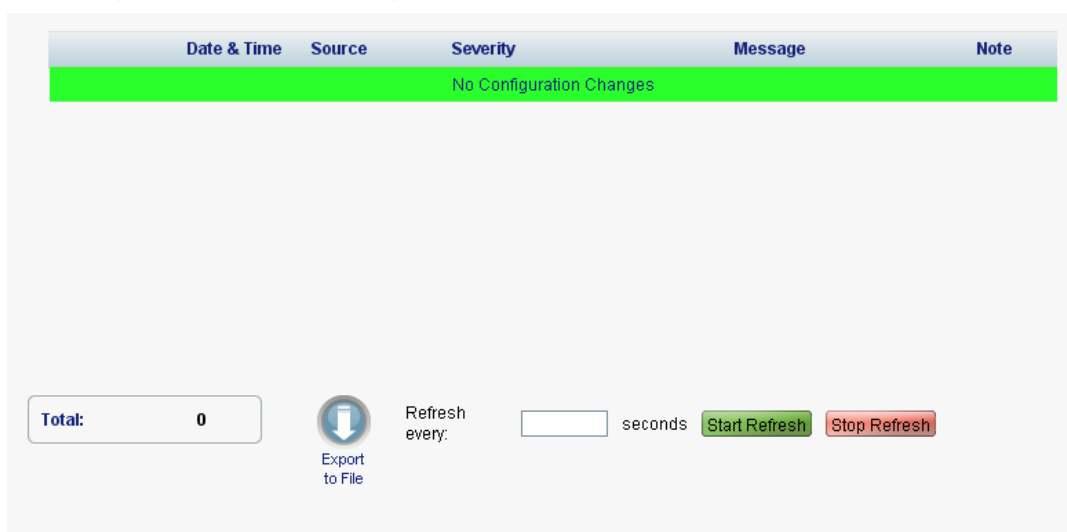 Date & Time Source Severity Message Note
No Configuration Changes
Total: 0
Export
to File
Refresh
every:
seconds Start Refresh Stop Refresh